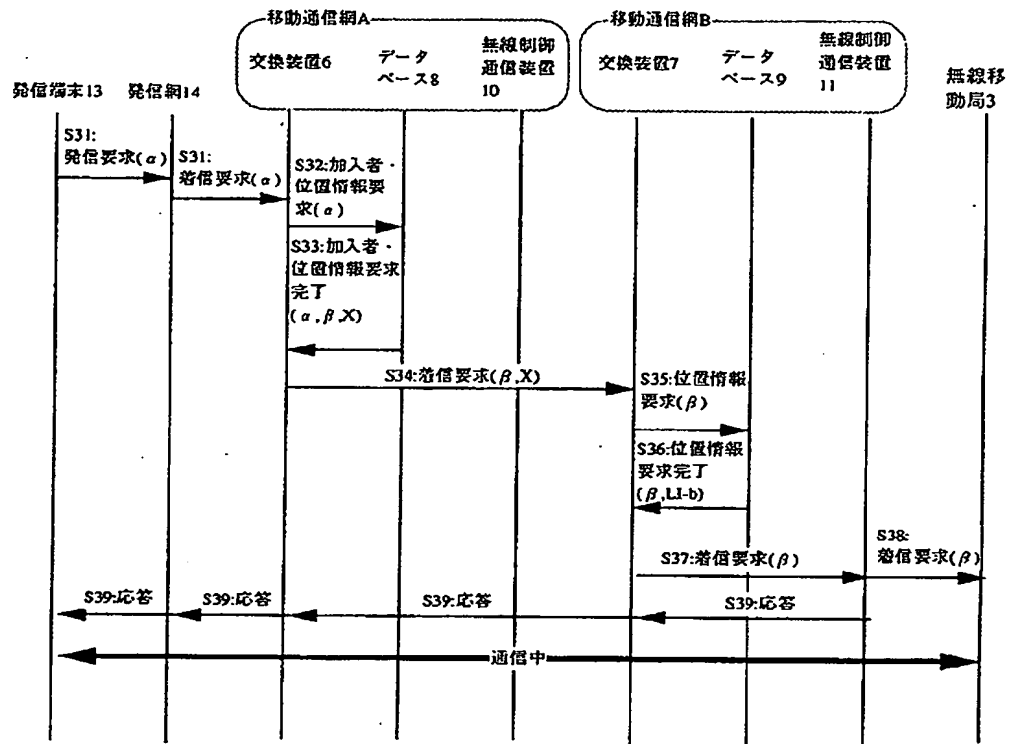 移動通信網A
交換装置6
データ
ベース8
無線制御
通信装置
10
移動通信網B
交換装置7
データ
ベース9
無線制御
通信装置
11
発信端末13
発信網14
無線移
動局3
S31:
発信要求(α)
S31:
着信要求(α)
S32:加入者・
位置情報要
求(α)
S33:加入者・
位置情報要求
完了
(α,β,X)
S34:着信要求(β,X)
S35:位置情報
要求(β)
S36:位置情報
要求完了
(β,LI-b)
S37:着信要求(β)
S38:
着信要求(β)
S39:応答
S39:応答
S39:応答
S39:応答
通信中